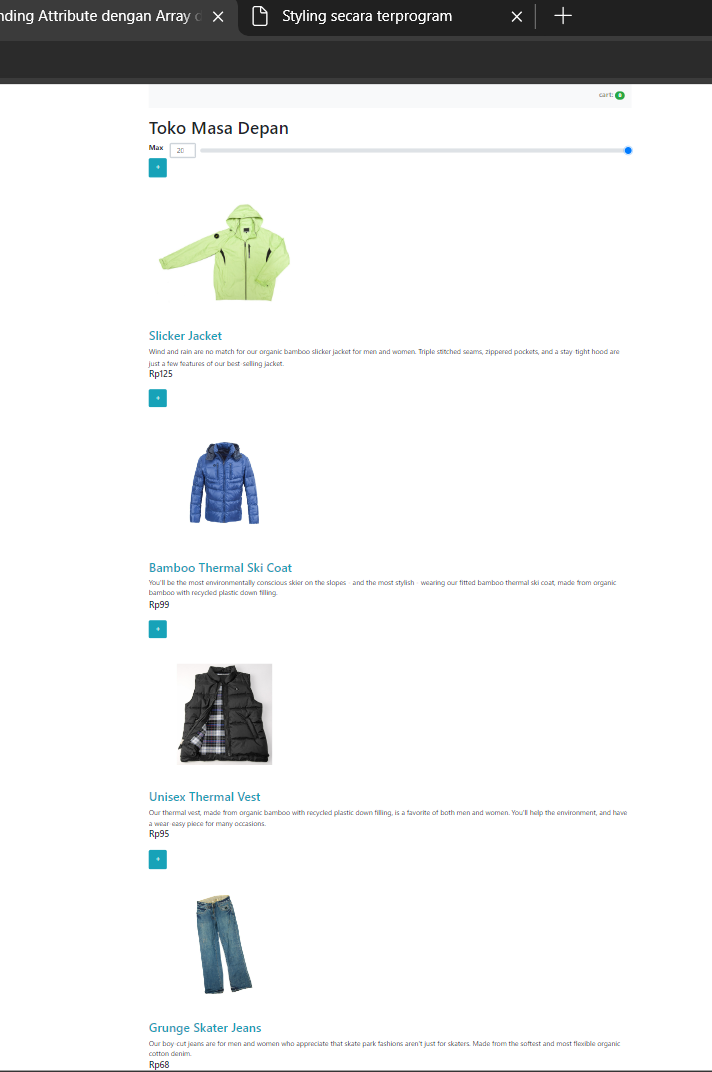 nding Attribute dengan Array
Styling secara terprogram
cart:
Toko Masa Depan
Max
20
+
Slicker Jacket
Wind and rain are no match for our organic bamboo slicker jacket for men and women. Triple stitched seams, zippered pockets, and a stay-tight hood are
just a few features of our best-selling jacket.
Rp125
+
Bamboo Thermal Ski Coat
You'll be the most environmentally conscious skier on the slopes - and the most stylish - wearing our fitted bamboo thermal ski coat, made from organic
bamboo with recycled plastic down filling.
Rp99
+
Unisex Thermal Vest
Our thermal vest, made from organic bamboo with recycled plastic down filling, is a favorite of both men and women. You'll help the environment, and have
a wear-easy piece for many occasions.
Rp95
+
Grunge Skater Jeans
Our boy-cut jeans are for men and women who appreciate that skate park fashions aren't just for skaters. Made from the softest and most flexible organic
cotton denim.
Rp68